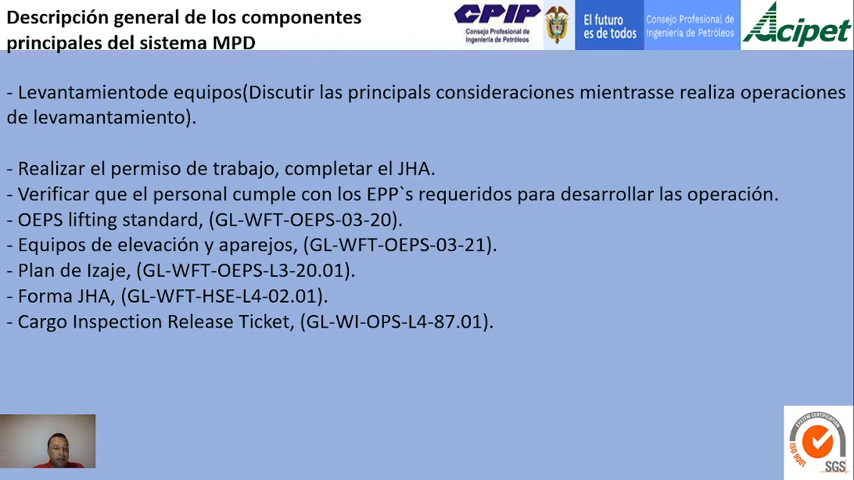 Descripción general de los componentes
principales del sistema MPD
CPIP
Consejo Profesional de
Ingeniería de Petróleos
El futuro
es de todos
Consejo Profesional de
Ingeniería de Petróleos
Acipet
- Levantamientode equipos(Discutir las principals consideraciones mientrasse realiza operaciones
de levamantamiento).
- Realizar el permiso de trabajo, completar el JHA.
- Verificar que el personal cumple con los EPP`s requeridos para desarrollar las operación.
- OEPS lifting standard, (GL-WFT-OEPS-03-20).
- Equipos de elevación y aparejos, (GL-WFT-OEPS-03-21).
- Plan de Izaje, (GL-WFT-OEPS-L3-20.01).
- Forma JHA, (GL-WFT-HSE-L4-02.01).
- Cargo Inspection Release Ticket, (GL-WI-OPS-L4-87.01).
SYSTEM CERTIFICATION
ISO 9001
SGS